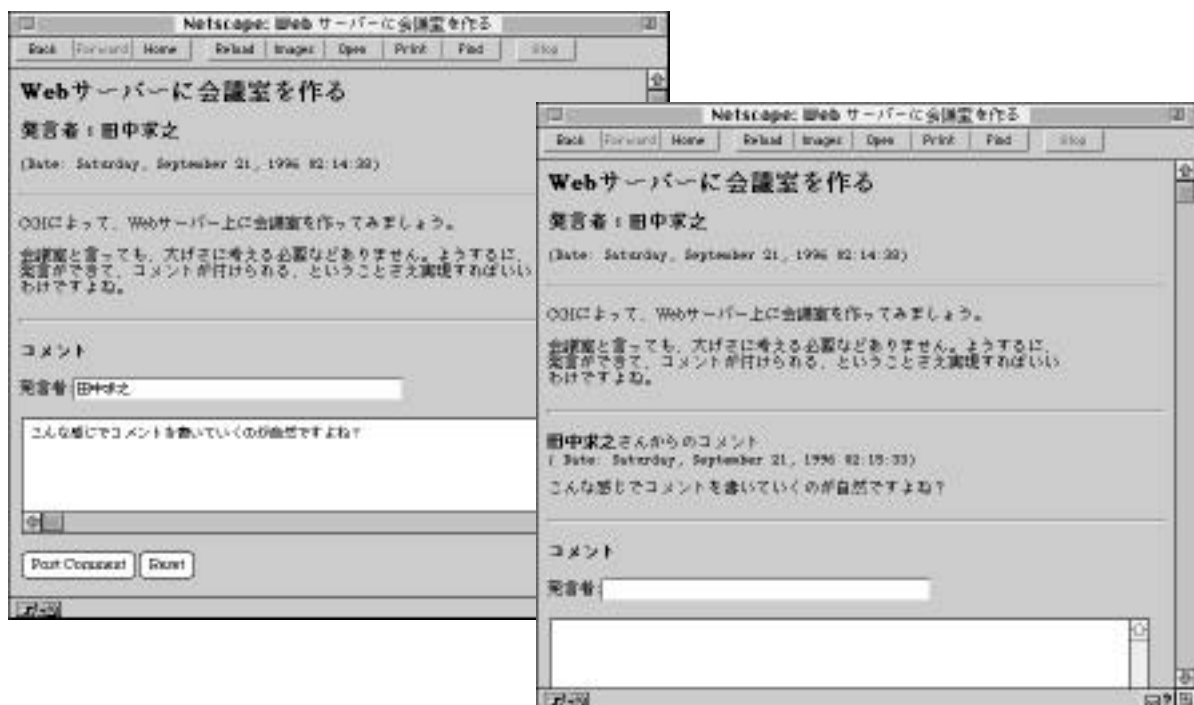 Netscape: Web サーバーに会議室を作る
Back Forward Home Reload Images Open Print Find Stop
Webサーバーに会議室を作る
発言者：田中求之
(Date: Saturday, September 21, 1996 02:14:38)
CGIによって、Webサーバー上に会議室を作ってみましょう。
会議室と言っても、大げさに考える必要などありません。ようするに、
発言ができて、コメントが付けられる、ということさえ実現すればいい
わけですよね。
コメント
発言者:田中求之
こんな感じでコメントを書いていくのが自然ですよね？
Post Comment Reset
Netscape: Web サーバーに会議室を作る
Back Forward Home Reload Images Open Print Find Stop
Webサーバーに会議室を作る
発言者：田中求之
(Date: Saturday, September 21, 1996 02:14:38)
CGIによって、Webサーバー上に会議室を作ってみましょう。
会議室と言っても、大げさに考える必要などありません。ようするに、
発言ができて、コメントが付けられる、ということさえ実現すればいい
わけですよね。
田中求之さんからのコメント
( Date: Saturday, September 21, 1996 02:15:33)
こんな感じでコメントを書いていくのが自然ですよね？
コメント
発言者: